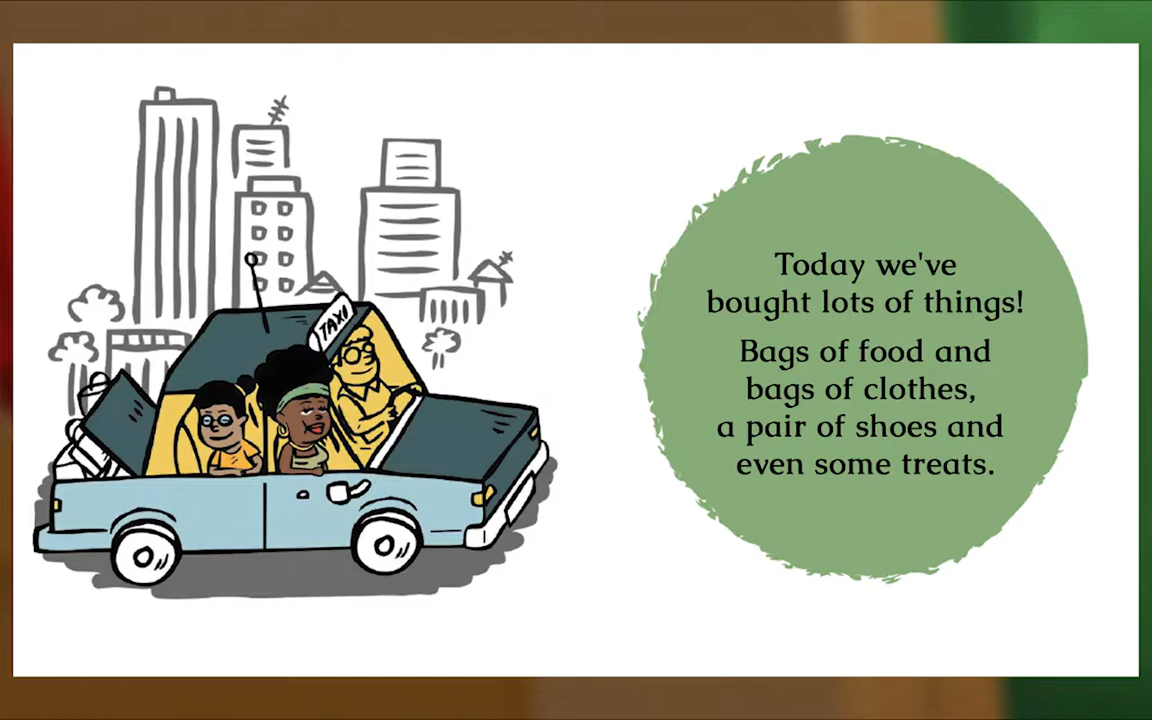 TAXI
Today we've
bought lots of things!
Bags of food and
bags of clothes,
a pair of shoes and
even some treats.